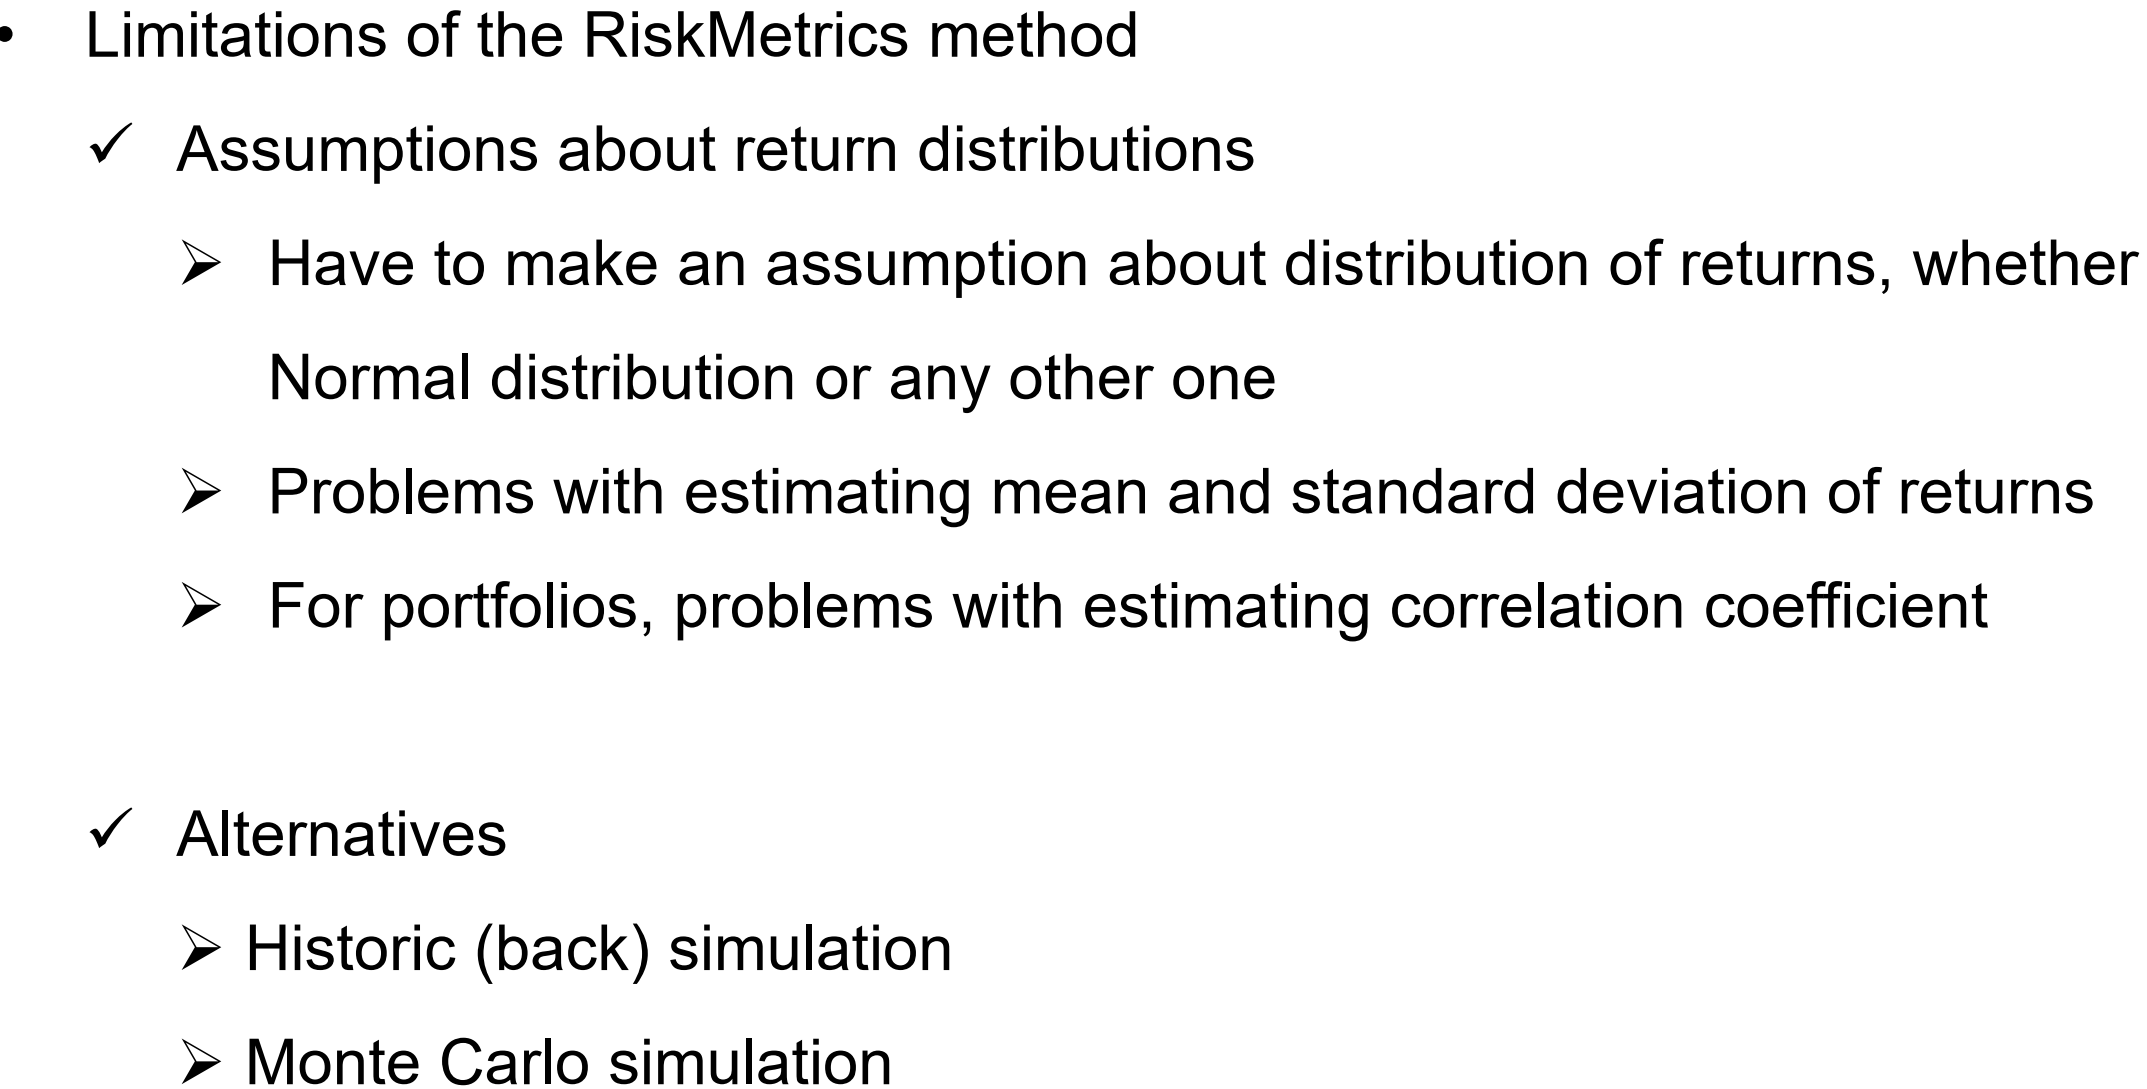 • Limitations of the RiskMetrics method
✓ Assumptions about return distributions
➢ Have to make an assumption about distribution of returns, whether
Normal distribution or any other one
➢ Problems with estimating mean and standard deviation of returns
➢ For portfolios, problems with estimating correlation coefficient
✓ Alternatives
➢ Historic (back) simulation
➢ Monte Carlo simulation